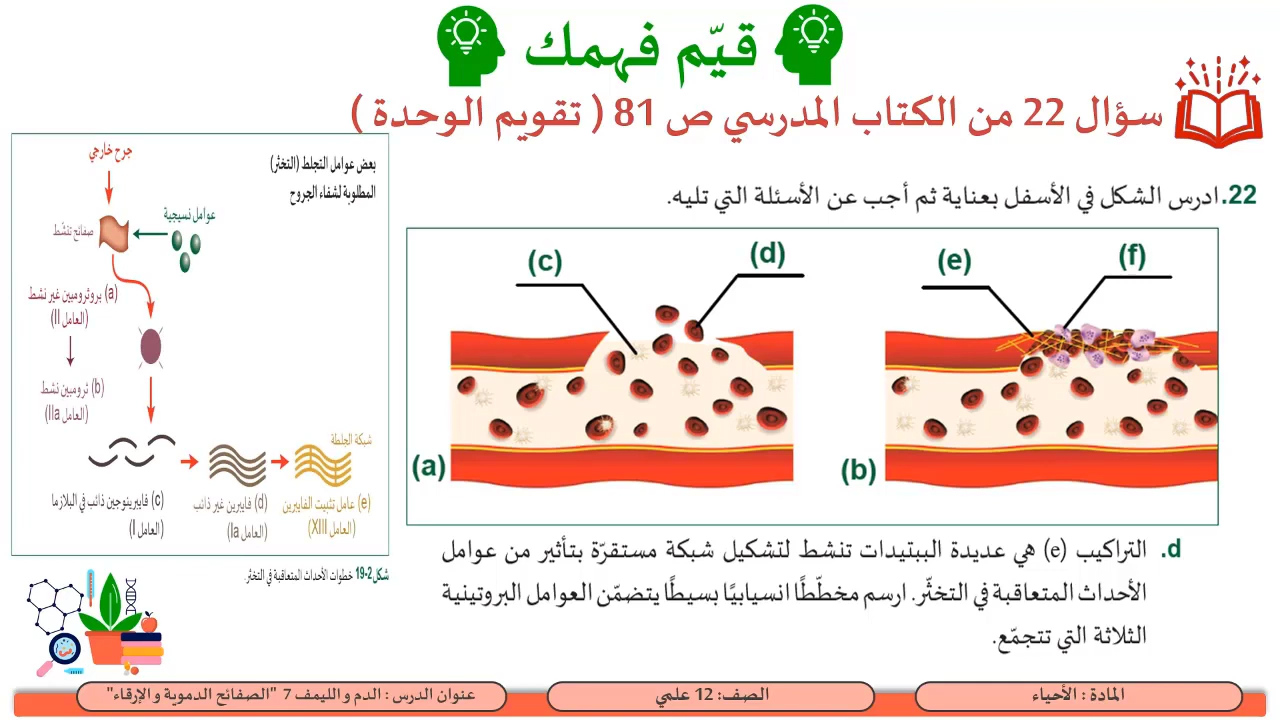 قيّم فهمك
سؤال 22 من الكتاب المدرسي ص 81 ( تقويم الوحدة )
22. ادرس الشكل في الأسفل بعناية ثم أجب عن الأسئلة التي تليه.
(c)
(d)
(e)
(f)
(a)
(b)
d. التراكيب (e) هي عديدة الببتيدات تنشط لتشكيل شبكة مستقرّة بتأثير من عوامل
الأحداث المتعاقبة في التخثّر. ارسم مخطّطًا انسيابيًا بسيطًا يتضمّن العوامل البروتينية
الثلاثة التي تتجمّع.
بعض عوامل التجلط (التخثر)
المطلوبة لشفاء الجروح
جرح خارجي
عوامل نسيجية
صفائح تنشط
(a) بروثرومبين غير نشط
(العامل II)
(b) ثرومبين نشط
(العامل IIa)
شبكة الجلطة
(c) فايبرينوجين ذائب في البلازما
(العامل I)
(d) فايبرين غير ذائب
(العامل Ia)
(e) عامل تثبيت الفايبرين
(العامل XIII)
شكل 2-19 خطوات الأحداث المتعاقبة في التخثر.
المادة : الأحياء
الصف: 12 علمي
عنوان الدرس : الدم و الليمف 7 "الصفائح الدموية و الإرقاء"